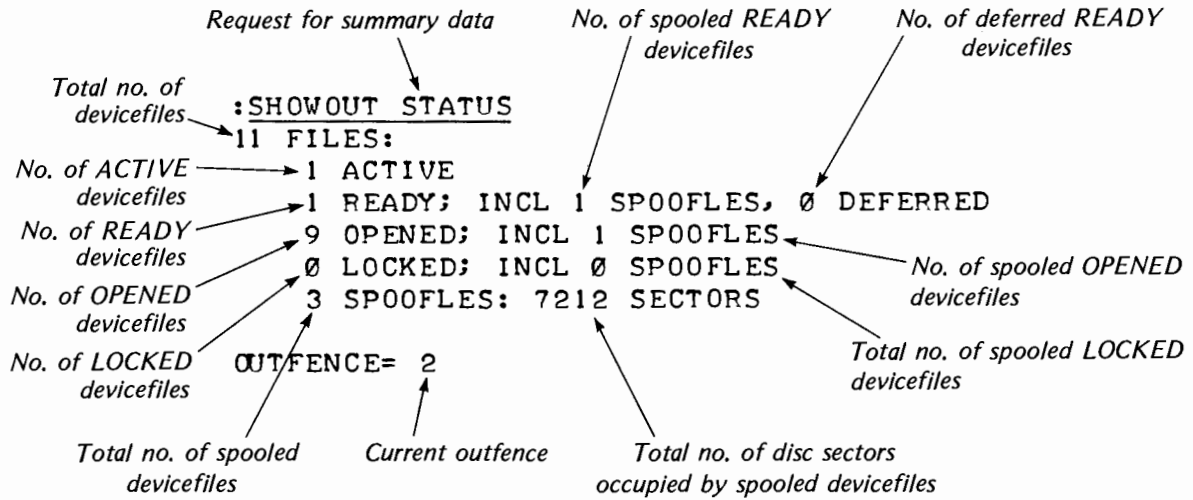 Request for summary data
No. of spooled READY
devicefiles
No. of deferred READY
devicefiles
Total no. of
devicefiles
:SHOWOUT STATUS
11 FILES:
No. of ACTIVE
devicefiles
1 ACTIVE
1 READY; INCL 1 SPOOFLES, Ø DEFERRED
No. of READY
devicefiles
9 OPENED; INCL 1 SPOOFLES
Ø LOCKED; INCL Ø SPOOFLES
No. of spooled OPENED
devicefiles
No. of OPENED
devicefiles
3 SPOOFLES: 7212 SECTORS
Total no. of spooled LOCKED
devicefiles
No. of LOCKED
devicefiles
OUTFENCE= 2
Total no. of spooled
devicefiles
Current outfence
Total no. of disc sectors
occupied by spooled devicefiles